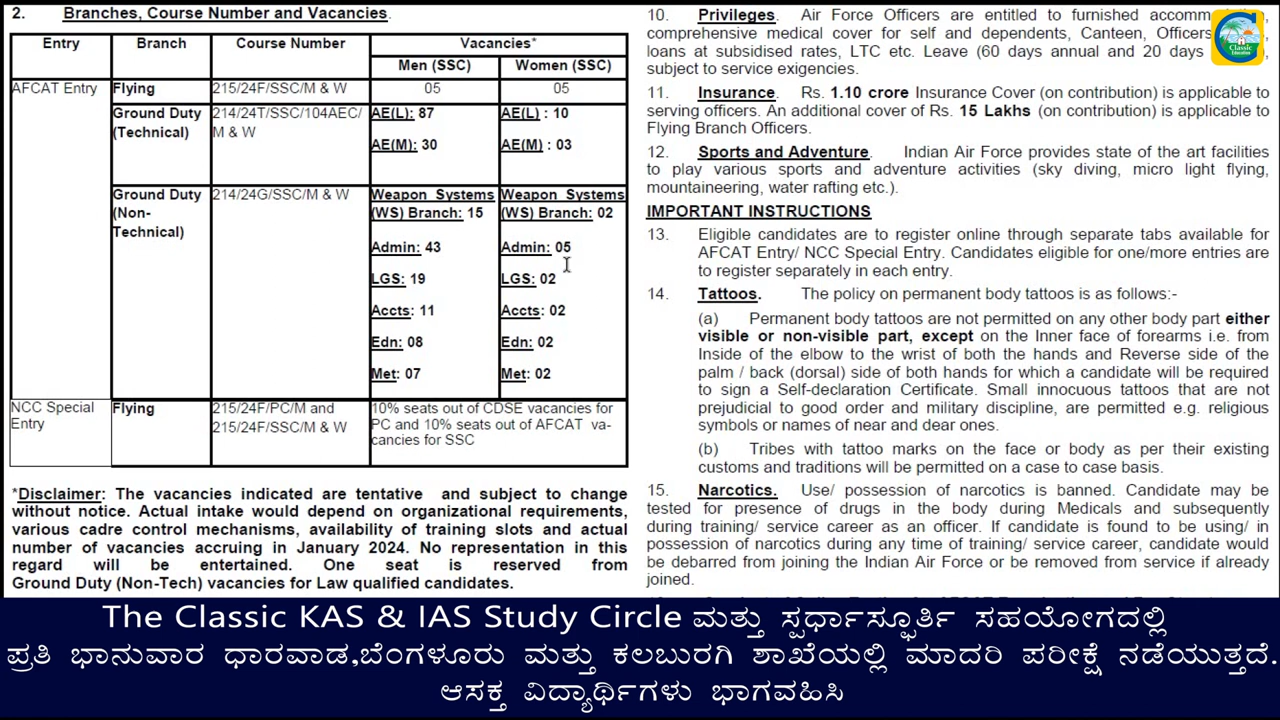 2. Branches, Course Number and Vacancies.
Entry Branch Course Number Vacancies*
Men (SSC) Women (SSC)
AFCAT Entry Flying 215/24F/SSC/M & W 05 05
Ground Duty (Technical) 214/24T/SSC/104AEC/ M & W AE(L): 87 AE(L) : 10
AE(M): 30 AE(M) : 03
Ground Duty (Non-Technical) 214/24G/SSC/M & W Weapon Systems (WS) Branch: 15 Weapon Systems (WS) Branch: 02
Admin: 43 Admin: 05
LGS: 19 LGS: 02
Accts: 11 Accts: 02
Edn: 08 Edn: 02
Met: 07 Met: 02
NCC Special Entry Flying 215/24F/PC/M and 215/24F/SSC/M & W 10% seats out of CDSE vacancies for PC and 10% seats out of AFCAT va-cancies for SSC
*Disclaimer: The vacancies indicated are tentative and subject to change
without notice. Actual intake would depend on organizational requirements,
various cadre control mechanisms, availability of training slots and actual
number of vacancies accruing in January 2024. No representation in this
regard will be entertained. One seat is reserved from
Ground Duty (Non-Tech) vacancies for Law qualified candidates.
10. Privileges. Air Force Officers are entitled to furnished
comprehensive medical cover for self and dependents, Canteen,
loans at subsidised rates, LTC etc. Leave (60 days annual and 20 days
subject to service exigencies.
11. Insurance. Rs. 1.10 crore Insurance Cover (on contribution) is applicable to
serving officers. An additional cover of Rs. 15 Lakhs (on contribution) is applicable to
Flying Branch Officers.
12. Sports and Adventure. Indian Air Force provides state of the art facilities
to play various sports and adventure activities (sky diving, micro light flying,
mountaineering, water rafting etc.).
IMPORTANT INSTRUCTIONS
13. Eligible candidates are to register online through separate tabs available for
AFCAT Entry/ NCC Special Entry. Candidates eligible for one/more entries are
to register separately in each entry.
14. Tattoos. The policy on permanent body tattoos is as follows:-
(a) Permanent body tattoos are not permitted on any other body part either
visible or non-visible part, except on the Inner face of forearms i.e. from
Inside of the elbow to the wrist of both the hands and Reverse side of the
palm / back (dorsal) side of both hands for which a candidate will be required
to sign a Self-declaration Certificate. Small innocuous tattoos that are not
prejudicial to good order and military discipline, are permitted e.g. religious
symbols or names of near and dear ones.
(b) Tribes with tattoo marks on the face or body as per their existing
customs and traditions will be permitted on a case to case basis.
15. Narcotics. Use/ possession of narcotics is banned. Candidate may be
tested for presence of drugs in the body during Medicals and subsequently
during training/ service career as an officer. If candidate is found to be using/ in
possession of narcotics during any time of training/ service career, candidate would
be debarred from joining the Indian Air Force or be removed from service if already
joined.
Classic
The Classic KAS & IAS Study Circle ಮತ್ತು ಸ್ಪರ್ಧಾಸ್ಫೂರ್ತಿ ಸಹಯೋಗದಲ್ಲಿ
ಪ್ರತಿ ಭಾನುವಾರ ಧಾರವಾಡ,ಬೆಂಗಳೂರು ಮತ್ತು ಕಲಬುರಗಿ ಶಾಖೆಯಲ್ಲಿ ಮಾದರಿ ಪರೀಕ್ಷೆ ನಡೆಯುತ್ತದೆ.
ಆಸಕ್ತ ವಿದ್ಯಾರ್ಥಿಗಳು ಭಾಗವಹಿಸಿ